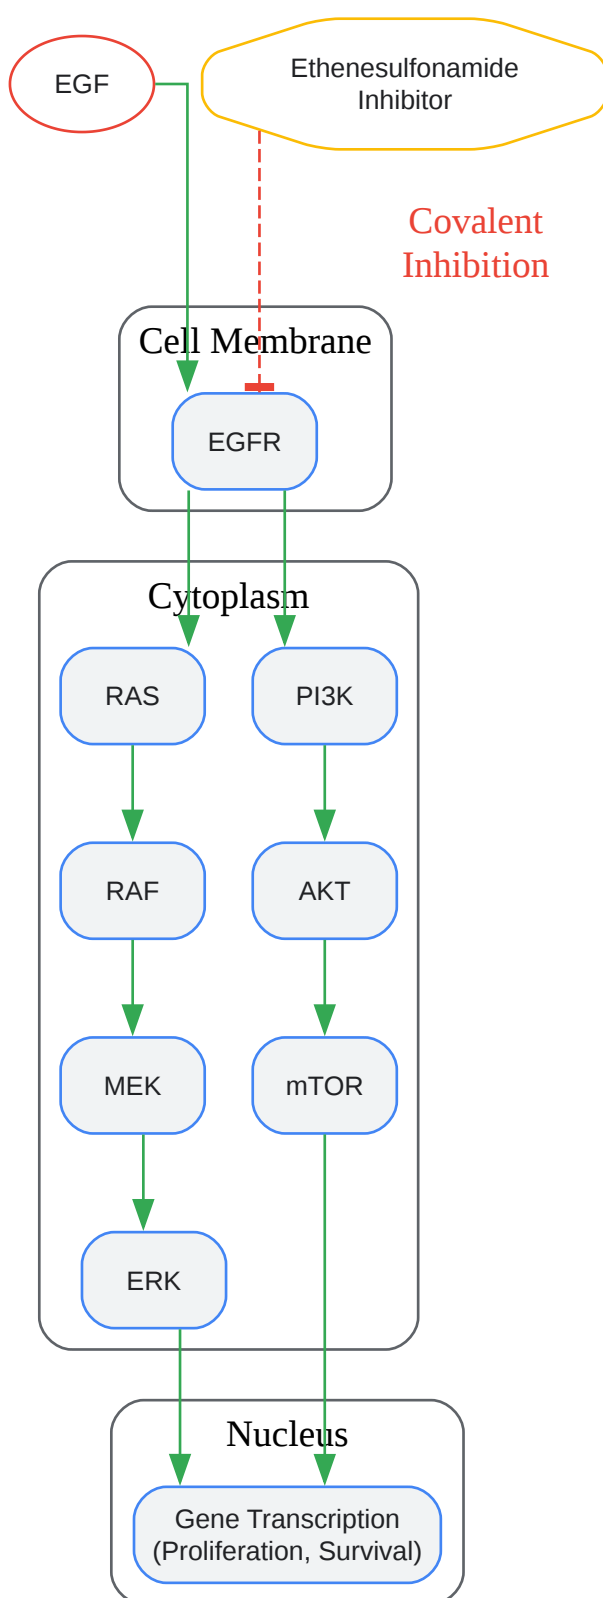 EGF
Ethenesulfonamide
Inhibitor
Covalent
Inhibition
Cell Membrane
EGFR
Cytoplasm
RAS
PI3K
RAF
AKT
MEK
mTOR
ERK
Nucleus
Gene Transcription
(Proliferation, Survival)